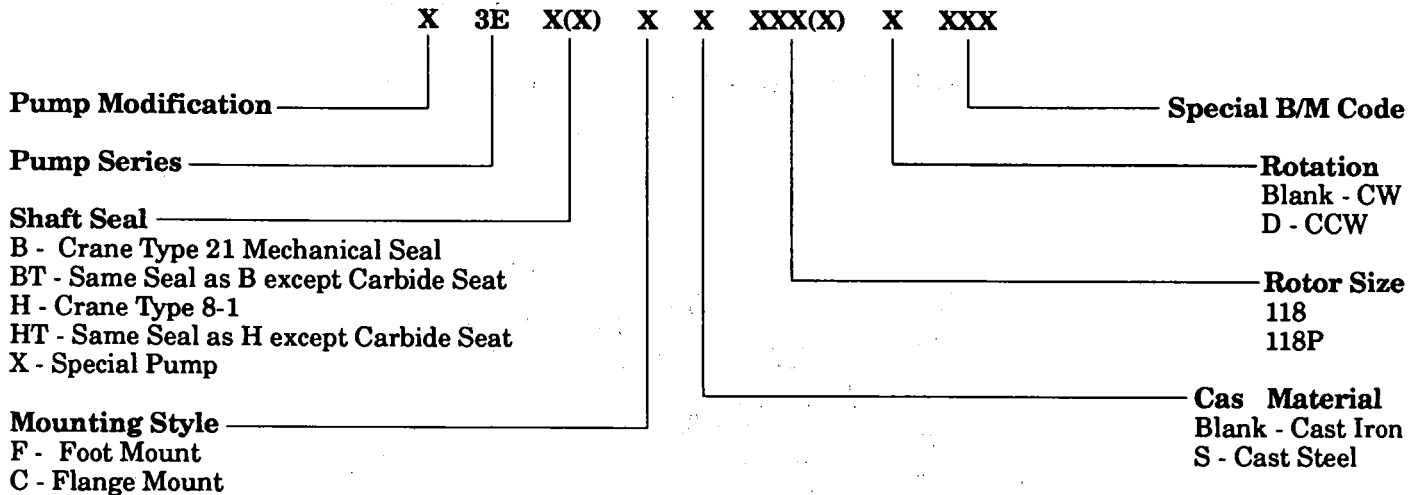 X 3E X(X) X X XXX(X) X XXX
Pump Modification
Special B/M Code
Pump Series
Rotation
Blank - CW
D - CCW
Shaft Seal
B - Crane Type 21 Mechanical Seal
BT - Same Seal as B except Carbide Seat
H - Crane Type 8-1
HT - Same Seal as H except Carbide Seat
X - Special Pump
Rotor Size
118
118P
Mounting Style
F - Foot Mount
C - Flange Mount
Cas Material
Blank - Cast Iron
S - Cast Steel